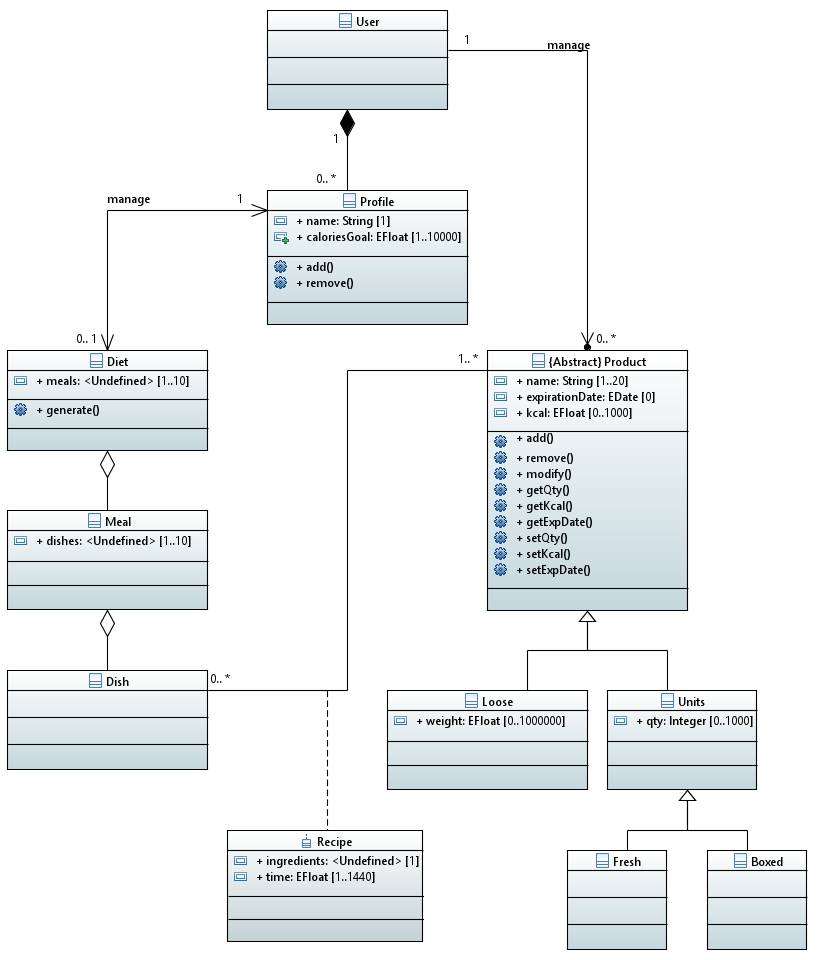 User
1
manage
1
0.. *
manage
1
Profile
+ name: String [1]
+ caloriesGoal: EFloat [1..10000]
+ add()
+ remove()
0.. 1
0.. *
Diet
+ meals: <Undefined> [1..10]
+ generate()
1.. *
{Abstract} Product
+ name: String [1..20]
+ expirationDate: EDate [0]
+ kcal: EFloat [0..1000]
+ add()
+ remove()
+ modify()
+ getQty()
+ getKcal()
+ getExpDate()
+ setQty()
+ setKcal()
+ setExpDate()
Meal
+ dishes: <Undefined> [1..10]
Dish
0.. *
Loose
+ weight: EFloat [0..1000000]
Units
+ qty: Integer [0..1000]
Recipe
+ ingredients: <Undefined> [1]
+ time: EFloat [1..1440]
Fresh
Boxed